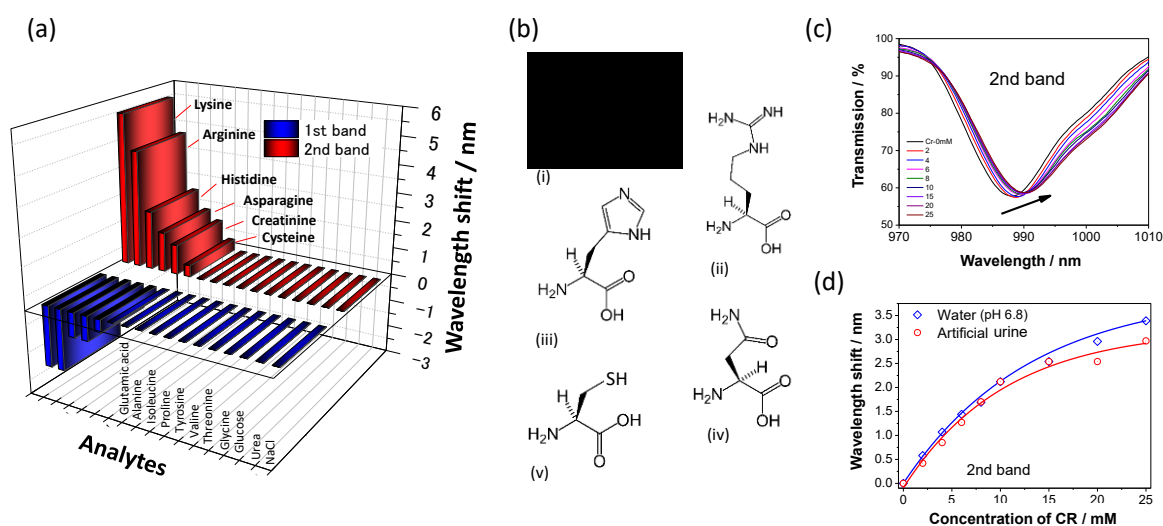 (a)
6
5
4
3
2
1
0
−1
−2
−3
Wavelength shift / nm
Lysine
Arginine
Histidine
Asparagine
Creatinine
Cysteine
1st band
2nd band
Glutamic acid
Alanine
Isoleucine
Proline
Tyrosine
Valine
Threonine
Glycine
Glucose
Urea
NaCl
Analytes
(b)
(i)
H₂N
NH
NH
H
H₂N
O
OH
(ii)
N
NH
H
H₂N
O
OH
(iii)
H₂N
O
H
H₂N
O
OH
(iv)
SH
H
H₂N
OH
O
(v)
(c)
100
90
80
70
60
50
Transmission / %
2nd band
Cr-0mM
2
4
6
8
10
15
20
25
970 980 990 1000 1010
Wavelength / nm
(d)
3.5
3.0
2.5
2.0
1.5
1.0
0.5
0.0
Wavelength shift / nm
Water (pH 6.8)
Artificial urine
2nd band
0 5 10 15 20 25
Concentration of CR / mM